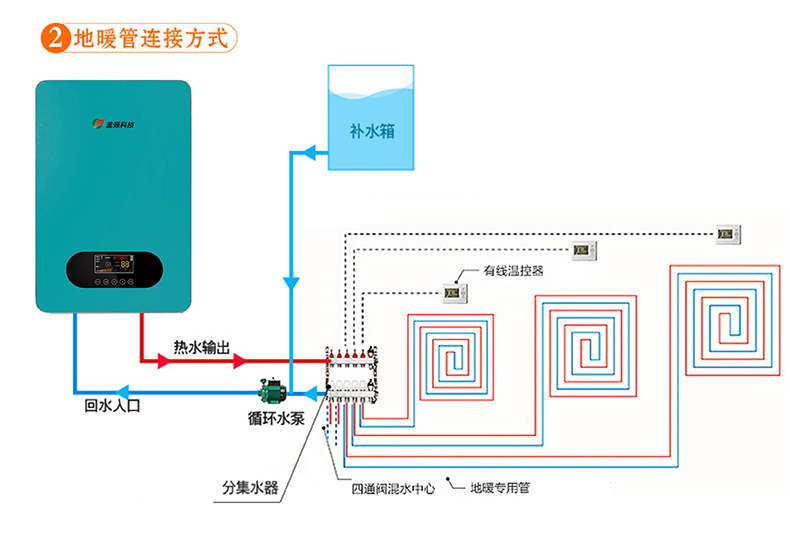 2 地暖管连接方式
金源科技
88
补水箱
有线温控器
热水输出
回水入口
循环水泵
分集水器
四通阀混水中心
地暖专用管